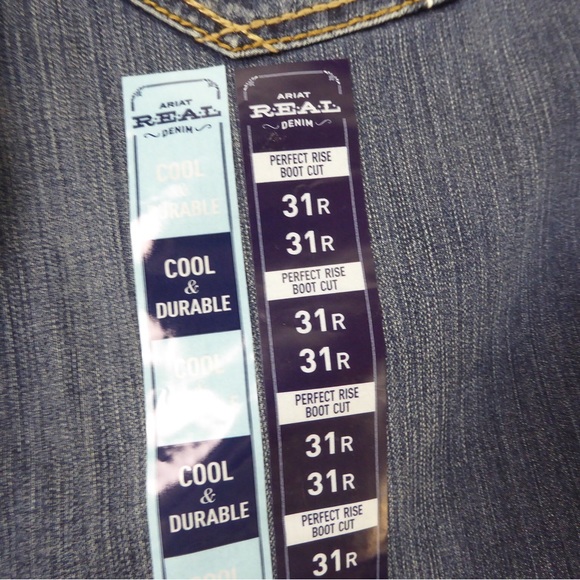 ARIAT
R·E·A·L
DENIM
COOL
&
DURABLE
COOL
&
DURABLE
COOL
COOL
&
DURABLE
ARIAT
R·E·A·L
DENIM
PERFECT RISE
BOOT CUT
31R
31R
PERFECT RISE
BOOT CUT
31R
31R
PERFECT RISE
BOOT CUT
31R
31R
PERFECT RISE
BOOT CUT
31R